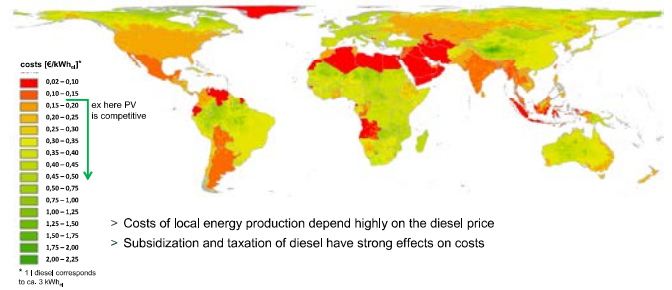 costs [€/kWhel]*
0,02 – 0,10
0,10 – 0,15
0,15 – 0,20
0,20 – 0,25
0,25 – 0,30
0,30 – 0,35
0,35 – 0,40
0,40 – 0,45
0,45 – 0,50
0,50 – 0,75
0,75 – 1,00
1,00 – 1,25
1,25 – 1,50
1,50 – 1,75
1,75 – 2,00
2,00 – 2,25
ex here PV
is competitive
> Costs of local energy production depend highly on the diesel price
> Subsidization and taxation of diesel have strong effects on costs
* 1 l diesel corresponds
to ca. 3 kWhel